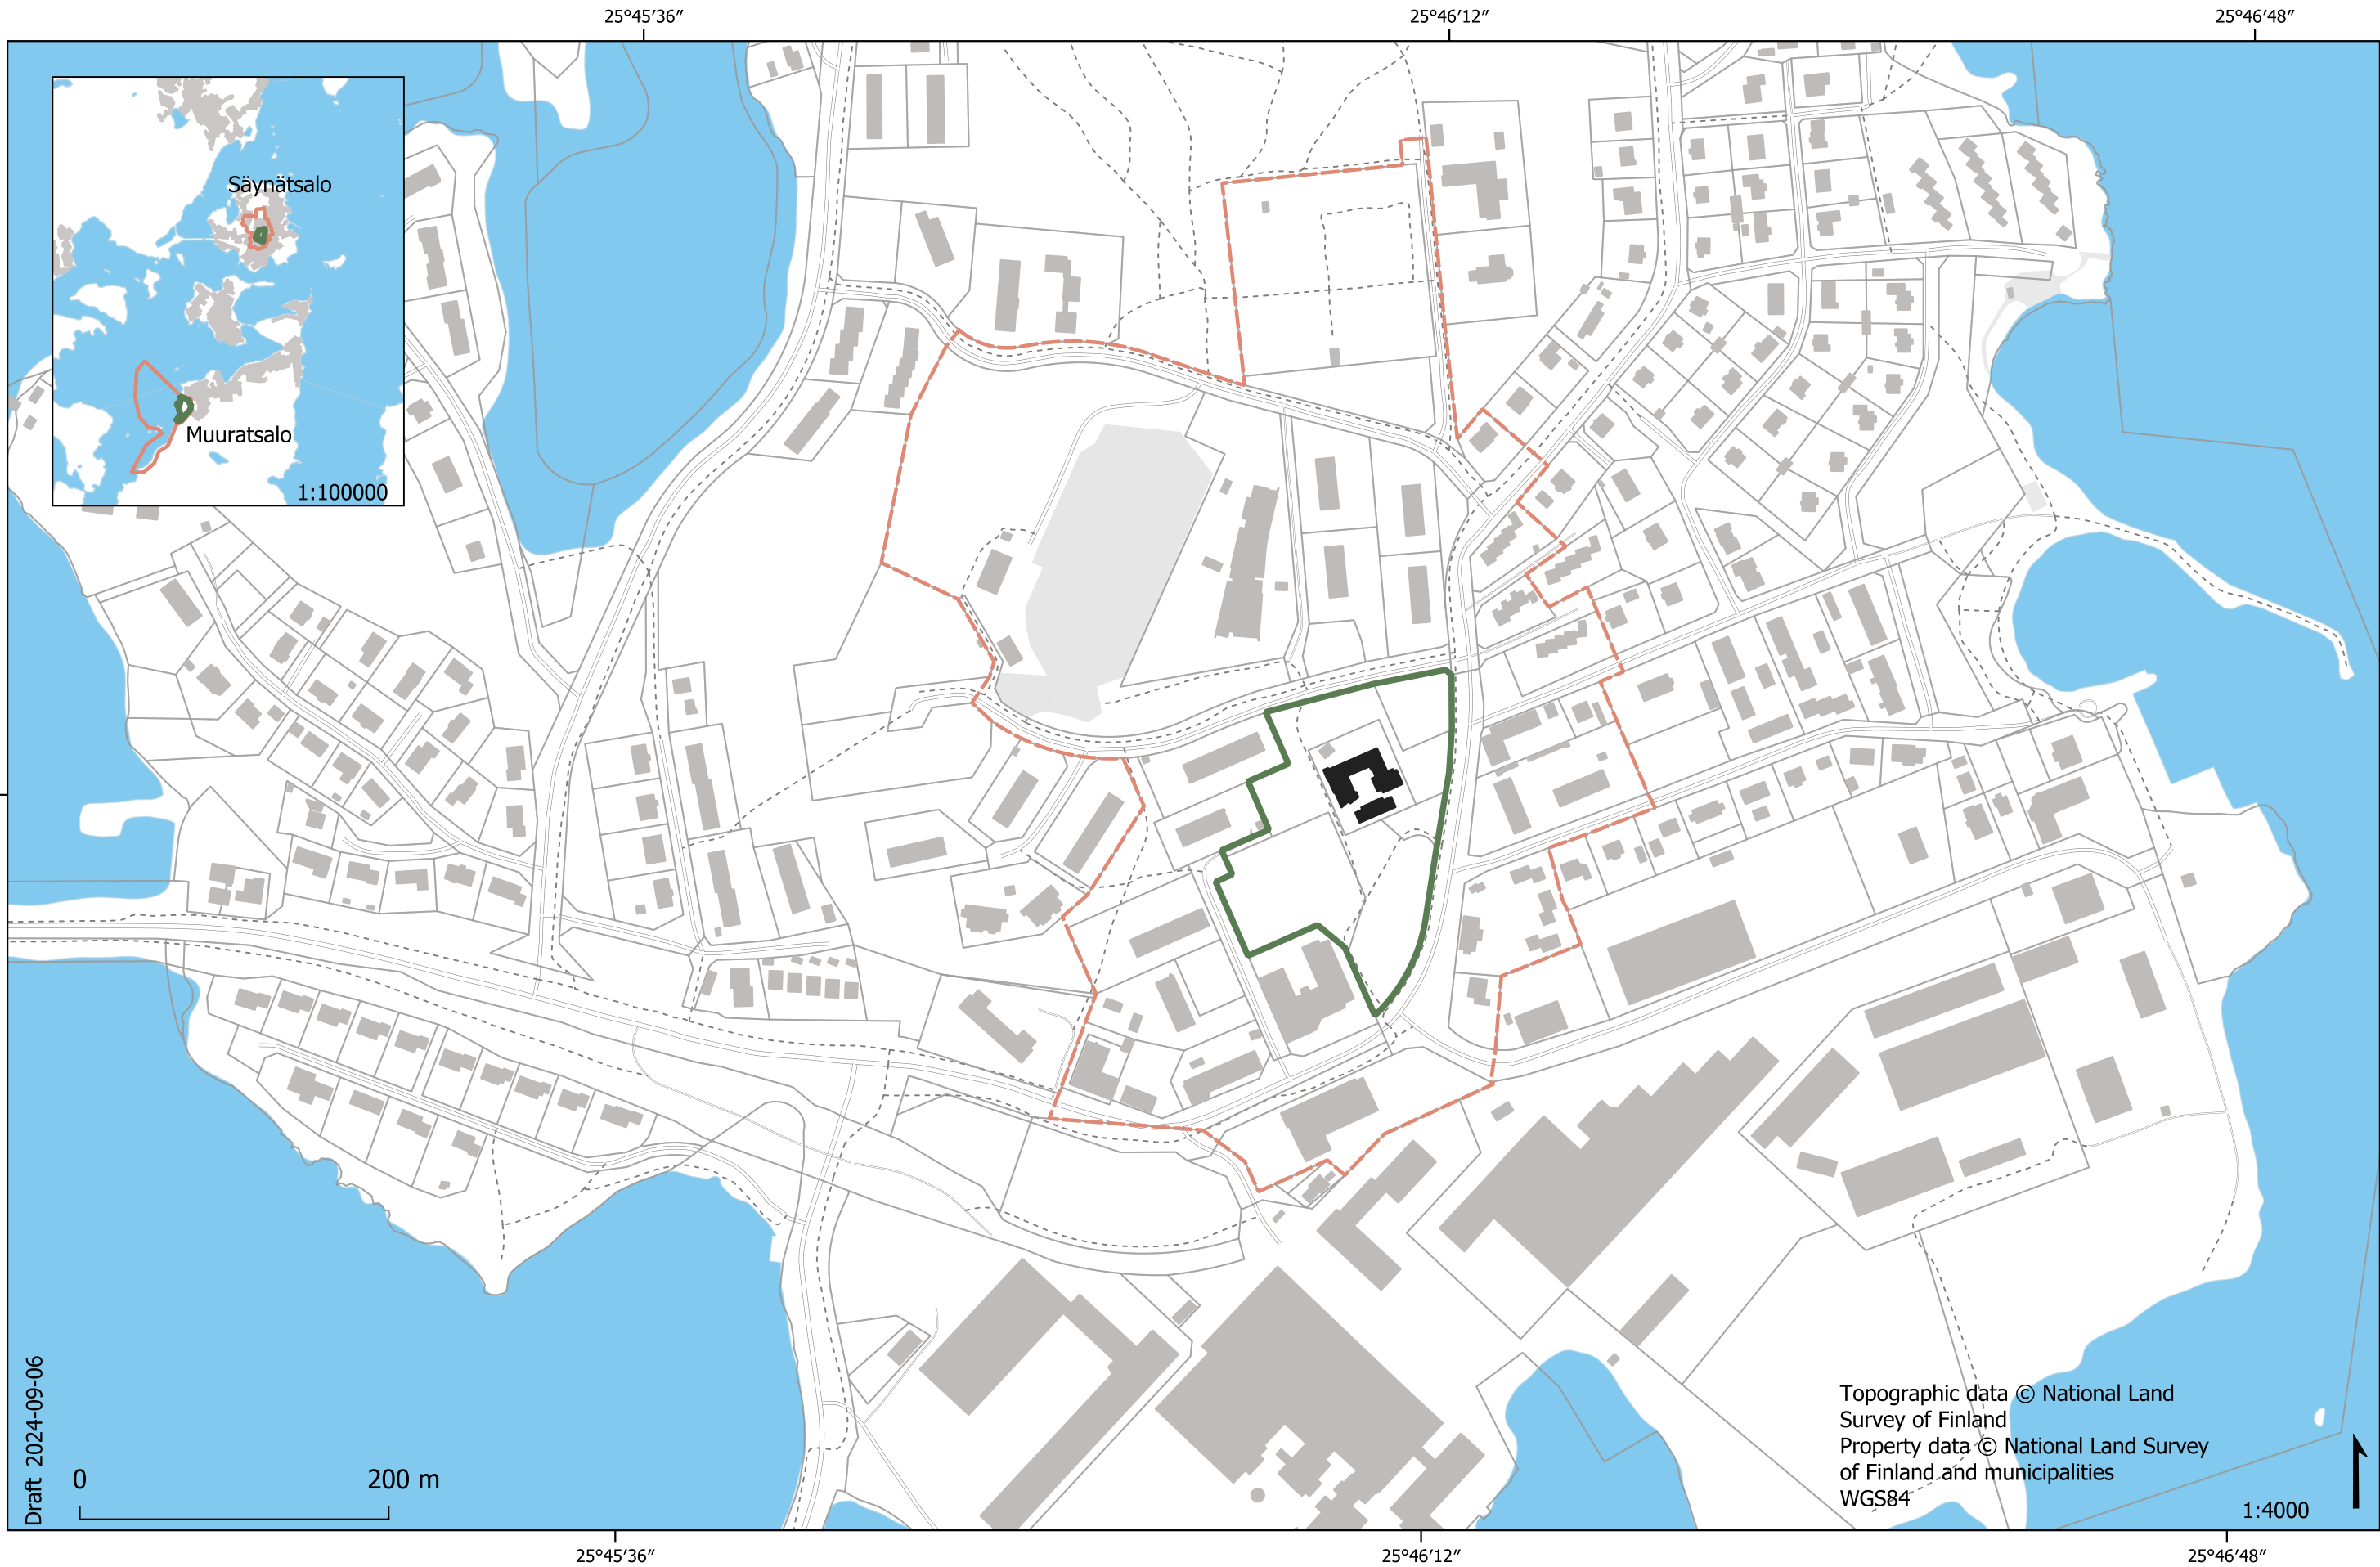 25°45′36″
25°46′12″
25°46′48″
Säynätsalo
Muuratsalo
1:100000
Draft 2024-09-06
0
200 m
Topographic data © National Land
Survey of Finland
Property data © National Land Survey
of Finland and municipalities
WGS84
1:4000
25°45′36″
25°46′12″
25°46′48″